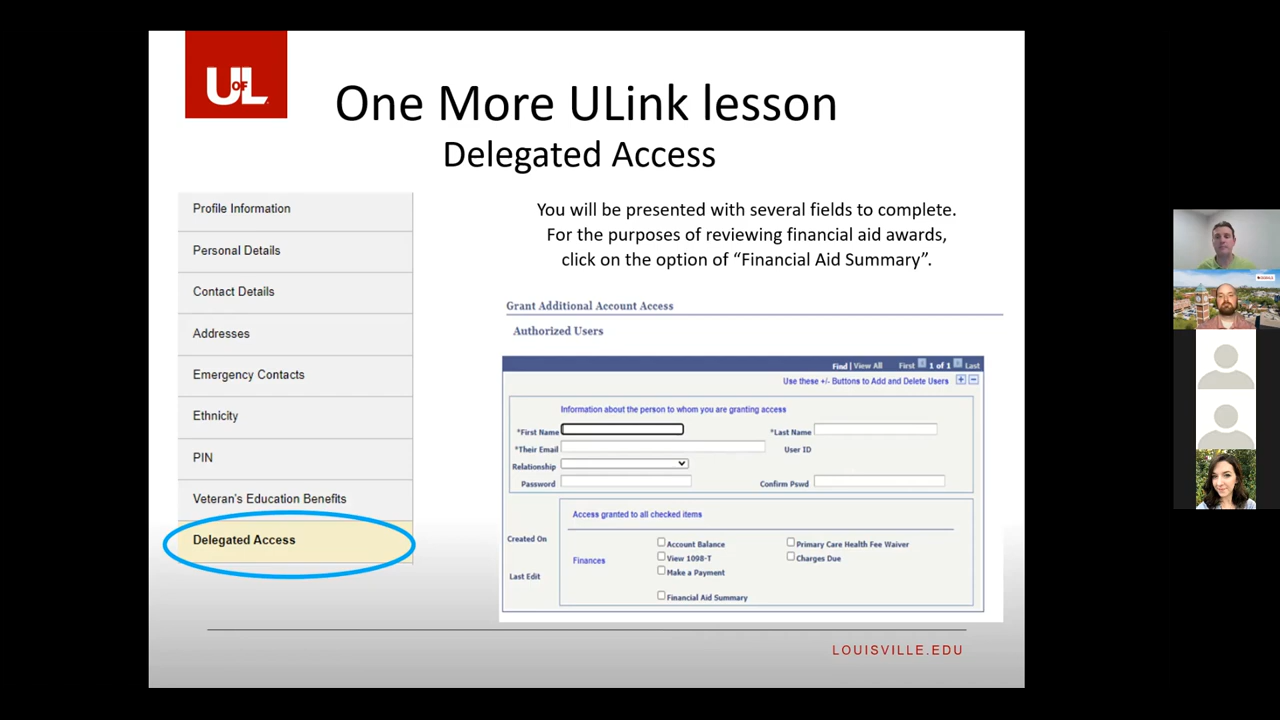 UL
OF
One More ULink lesson
Delegated Access
Profile Information
Personal Details
Contact Details
Addresses
Emergency Contacts
Ethnicity
PIN
Veteran's Education Benefits
Delegated Access
You will be presented with several fields to complete.
For the purposes of reviewing financial aid awards,
click on the option of “Financial Aid Summary”.
Grant Additional Account Access
Authorized Users
Find | View All First 1 of 1 Last
Use these +/- Buttons to Add and Delete Users
Information about the person to whom you are granting access
*First Name *Last Name
*Their Email User ID
Relationship
Password Confirm Pswd
Access granted to all checked items
Created On
Last Edit
Finances
Account Balance Primary Care Health Fee Waiver
View 1098-T Charges Due
Make a Payment
Financial Aid Summary
LOUISVILLE.EDU